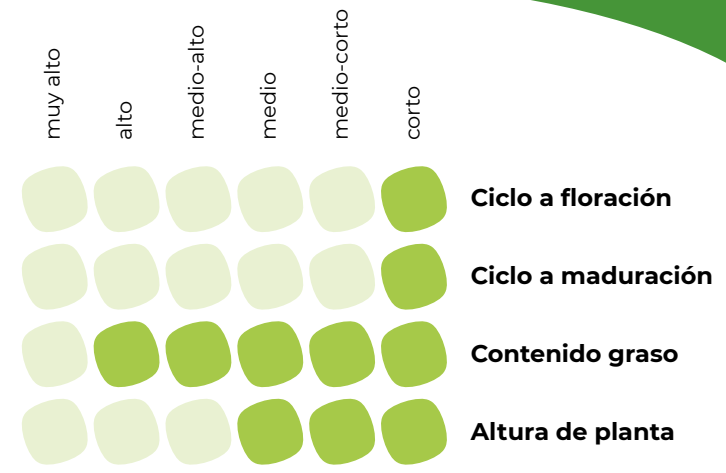 muy alto
alto
medio-alto
medio
medio-corto
corto
Ciclo a floración
Ciclo a maduración
Contenido graso
Altura de planta